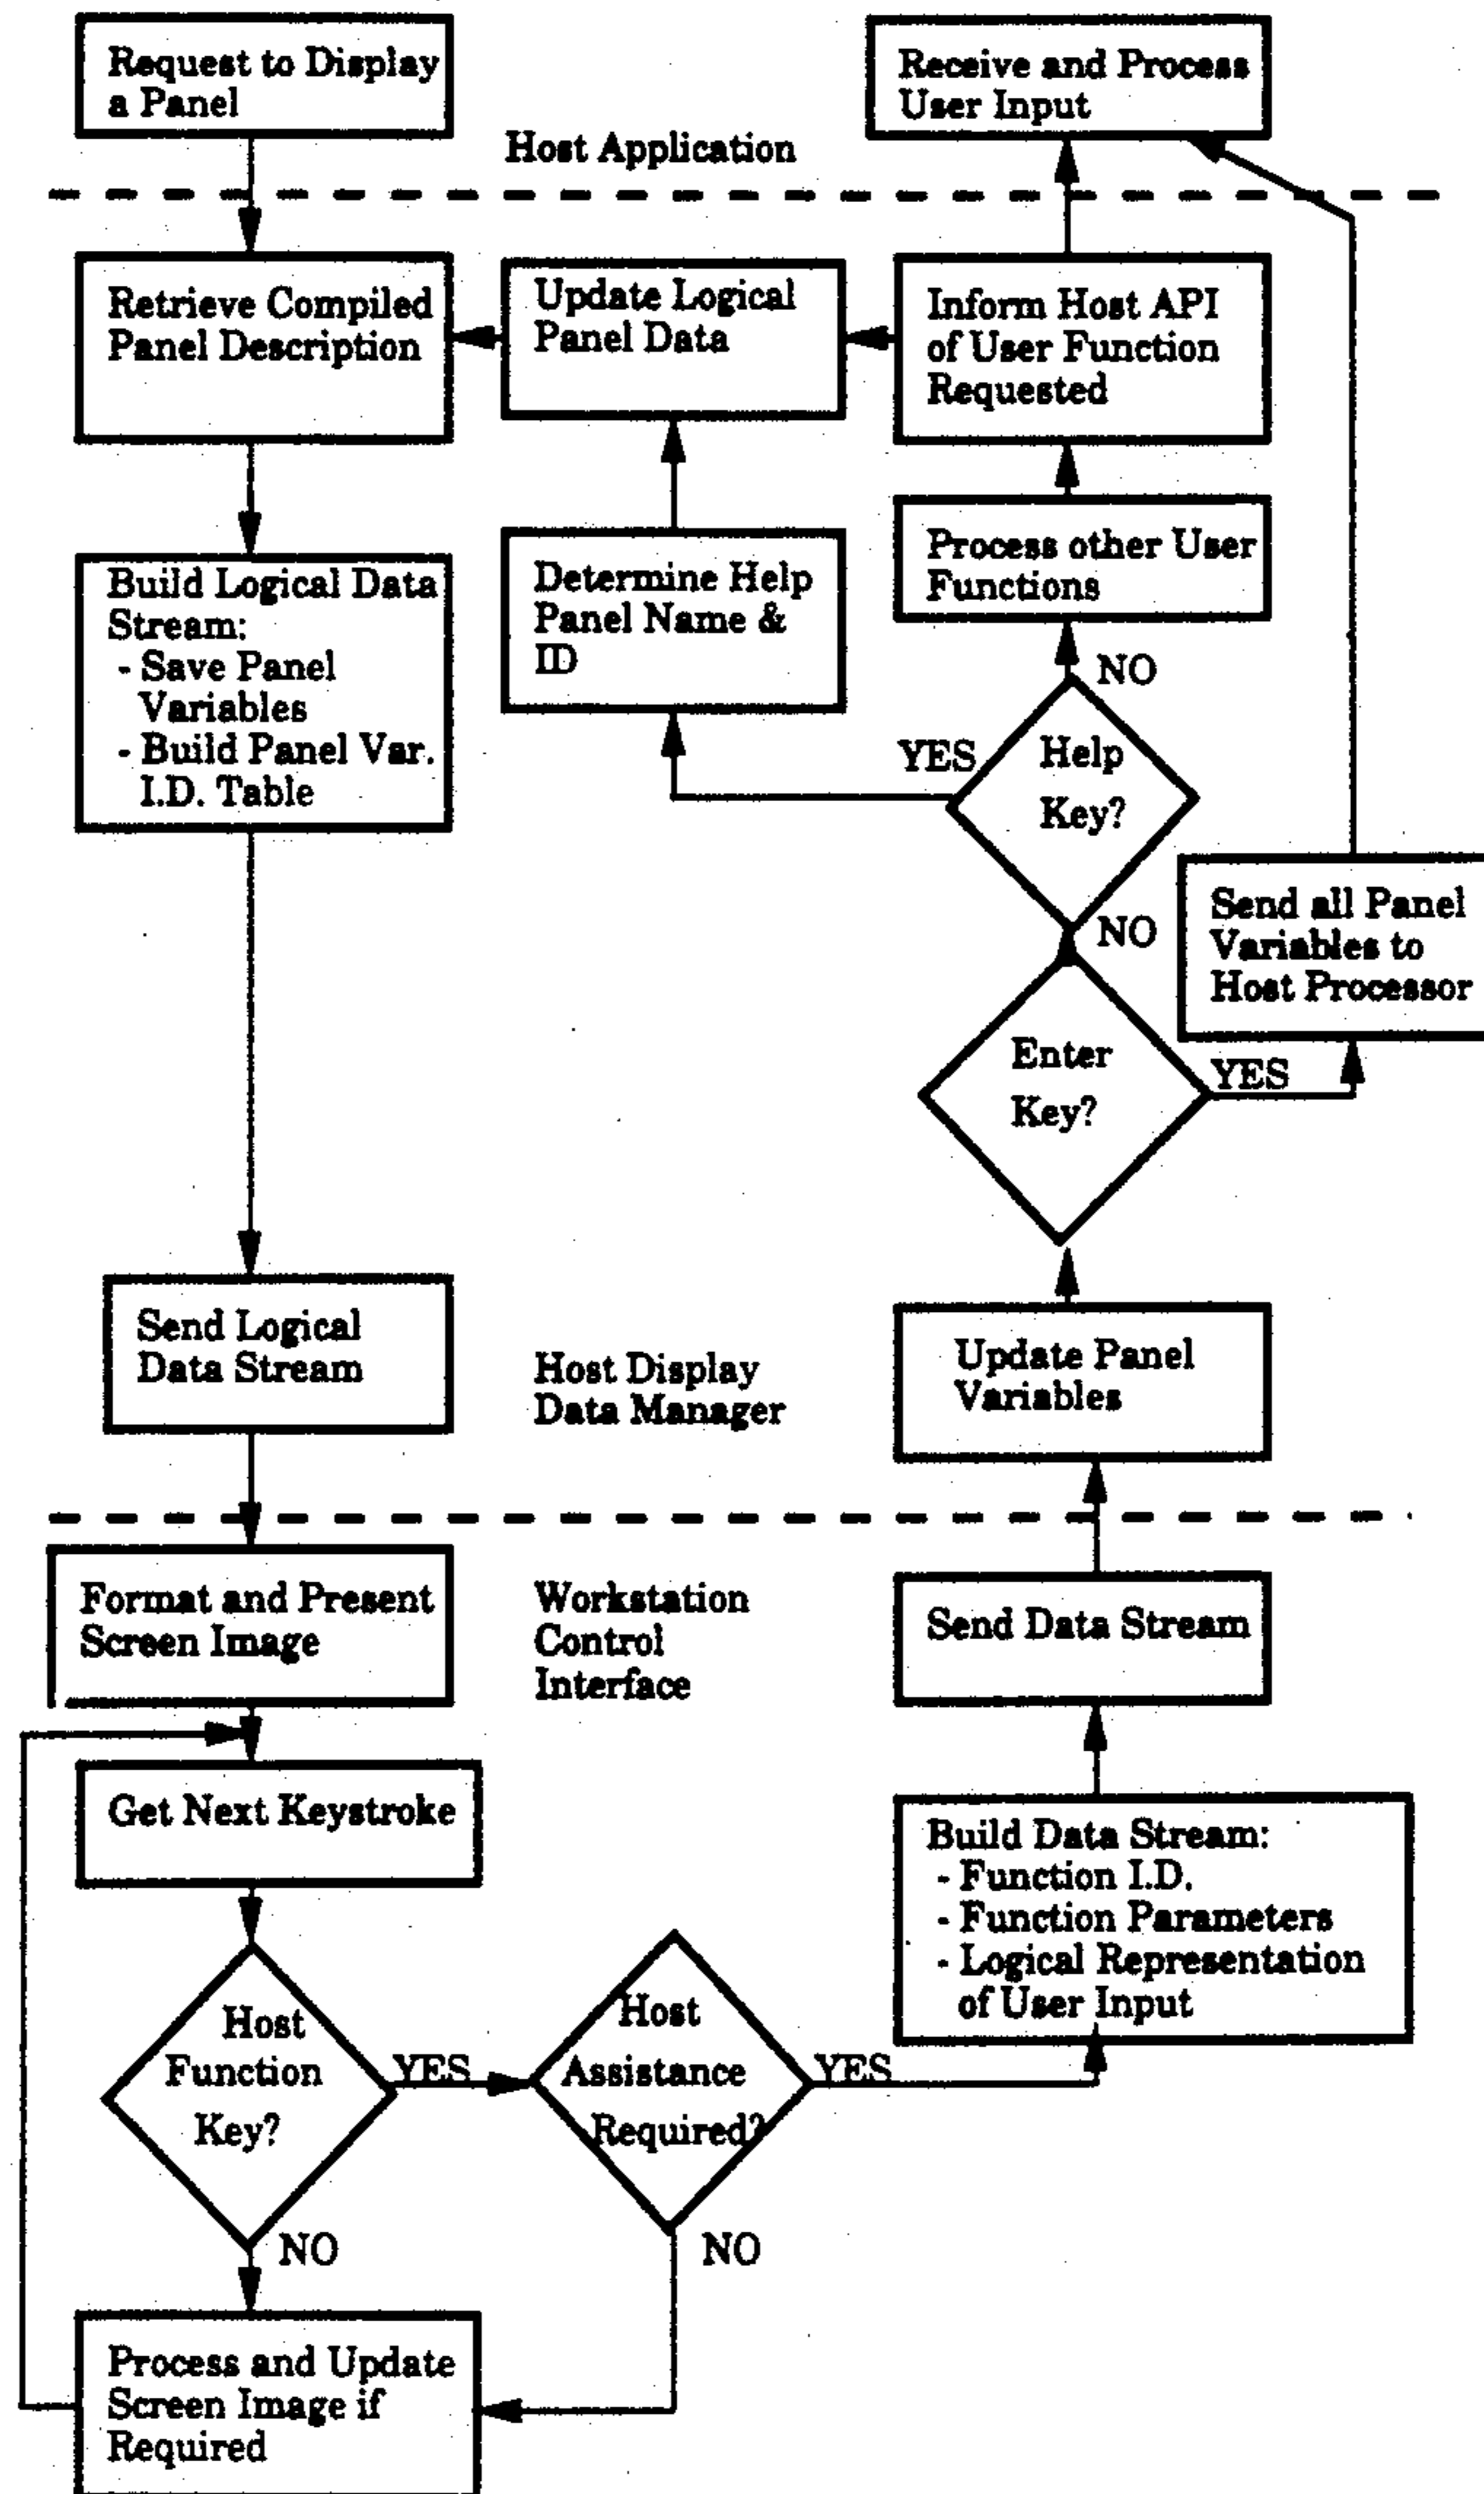 Request to Display
a Panel
Receive and Process
User Input
Host Application
Retrieve Compiled
Panel Description
Update Logical
Panel Data
Inform Host API
of User Function
Requested
Build Logical Data
Stream:
- Save Panel
Variables
- Build Panel Var.
I.D. Table
Determine Help
Panel Name &
ID
Process other User
Functions
NO
YES
Help
Key?
NO
Send all Panel
Variables to
Host Processor
Enter
Key?
YES
Send Logical
Data Stream
Host Display
Data Manager
Update Panel
Variables
Format and Present
Screen Image
Workstation
Control
Interface
Send Data Stream
Get Next Keystroke
Build Data Stream:
- Function I.D.
- Function Parameters
- Logical Representation
of User Input
Host
Function
Key?
YES
Host
Assistance
Required?
YES
NO
NO
Process and Update
Screen Image if
Required